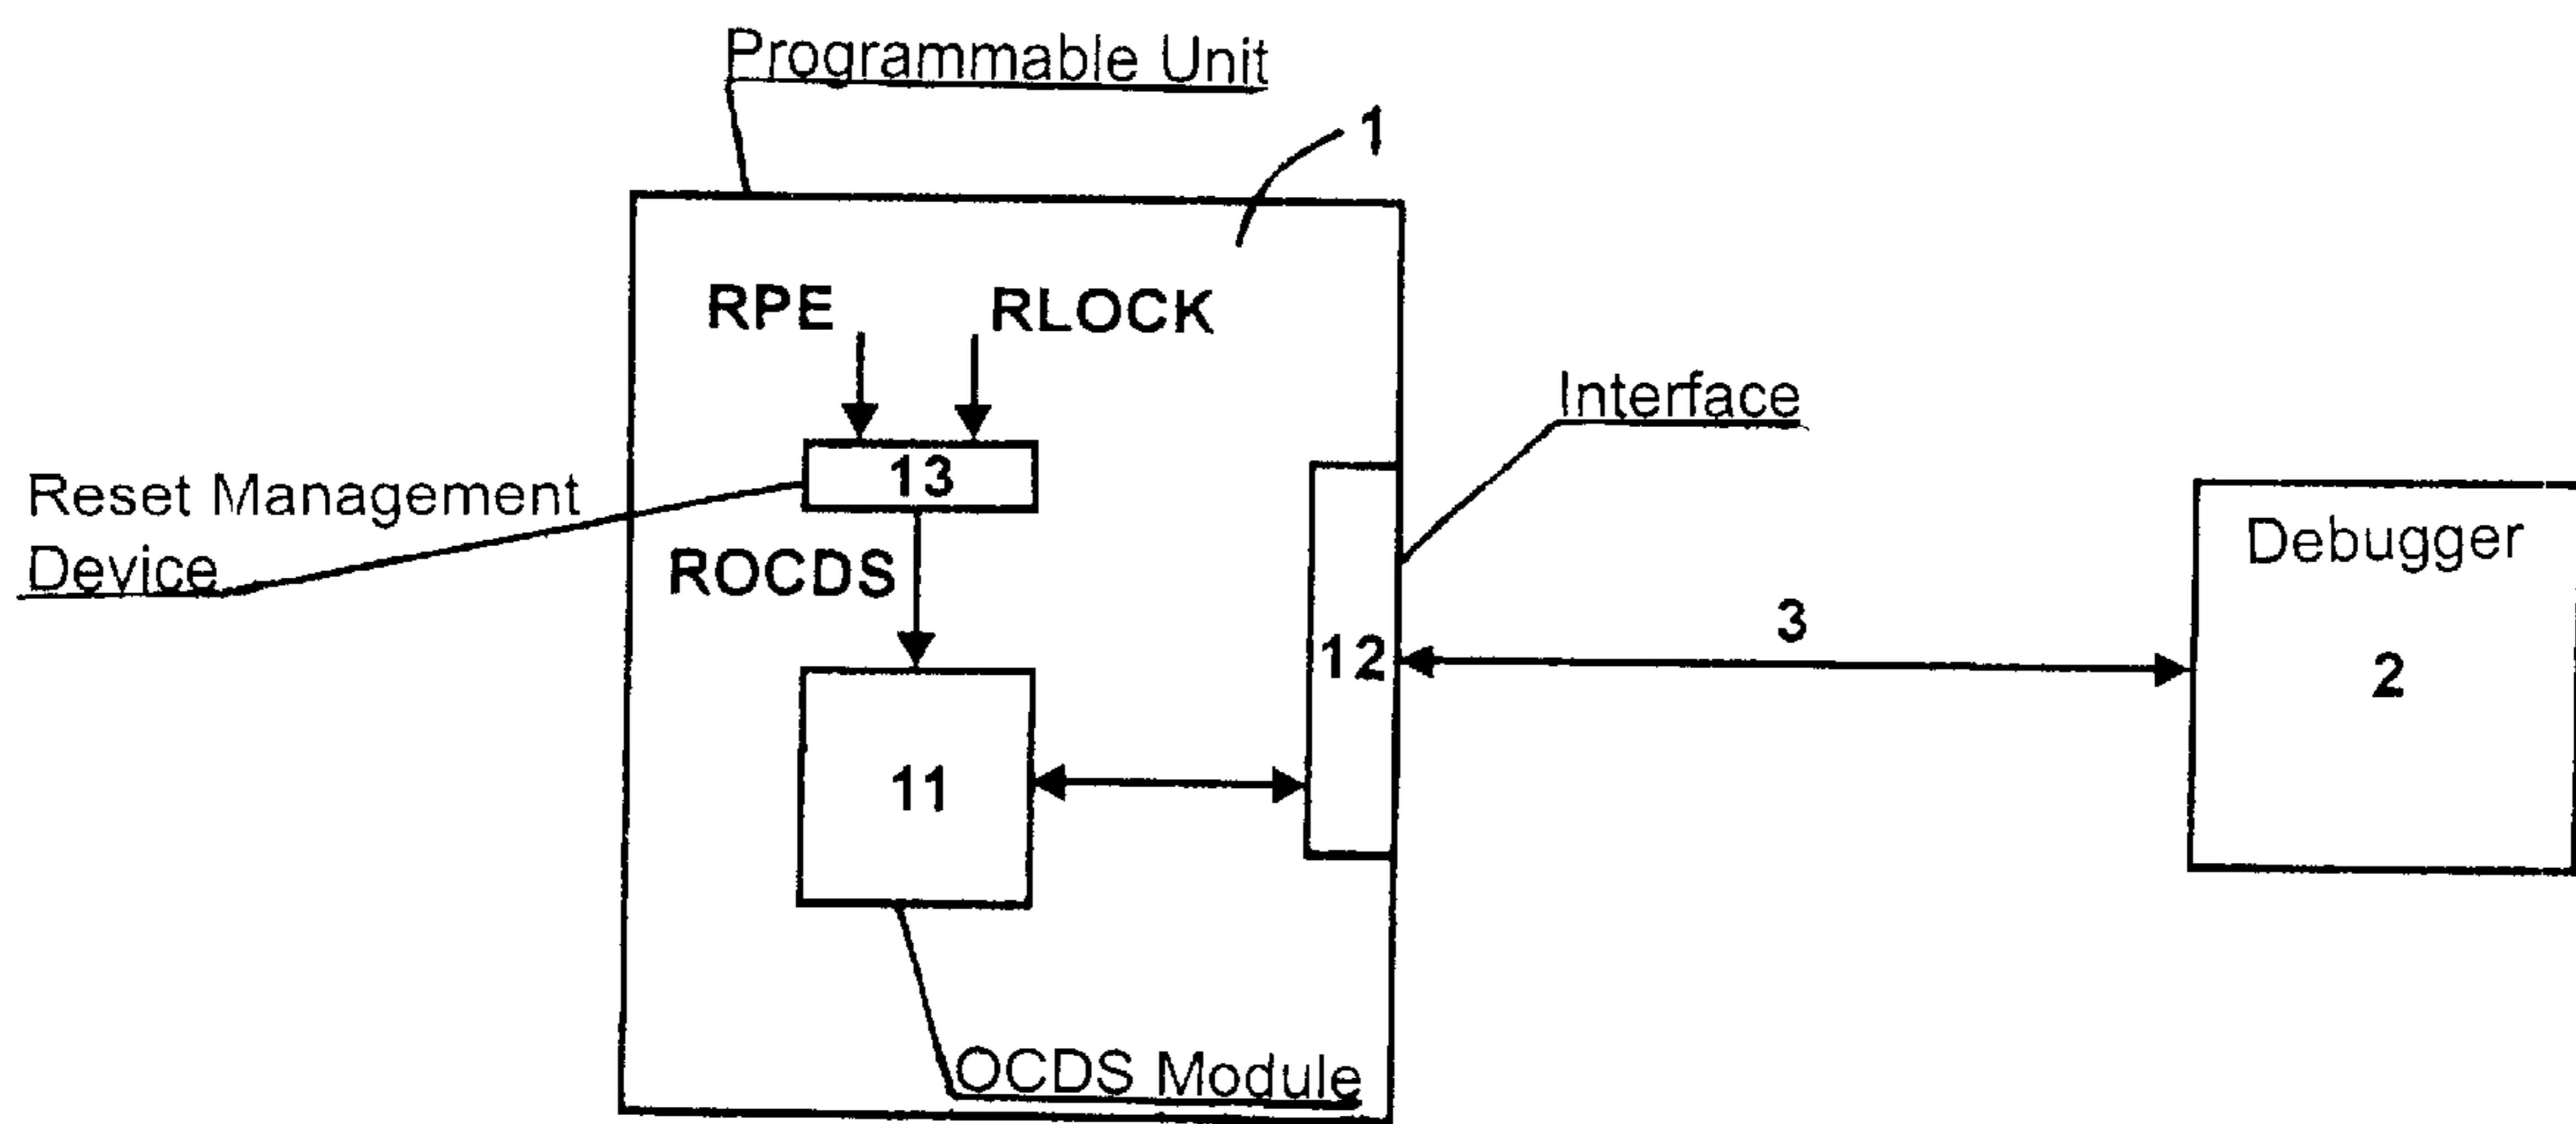 Programmable Unit
1
RPE
RLOCK
Interface
13
Reset Management
Device
Debugger
ROCDS
3
12
2
11
OCDS Module